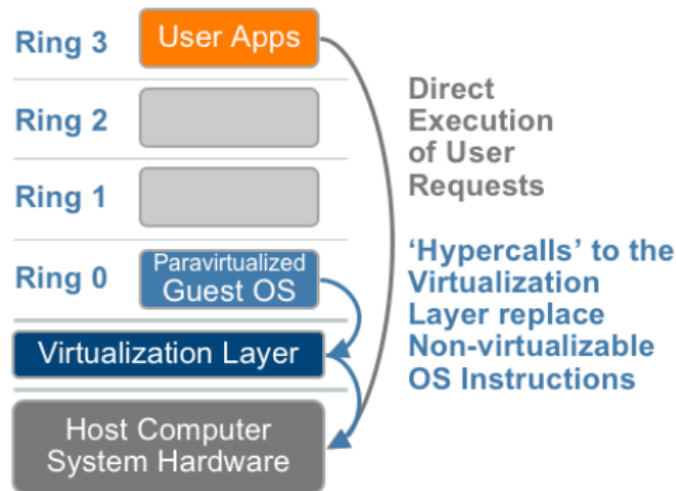 Ring 3
User Apps
Ring 2
Ring 1
Ring 0
Paravirtualized
Guest OS
Virtualization Layer
Host Computer
System Hardware
Direct
Execution
of User
Requests
‘Hypercalls’ to the
Virtualization
Layer replace
Non-virtualizable
OS Instructions